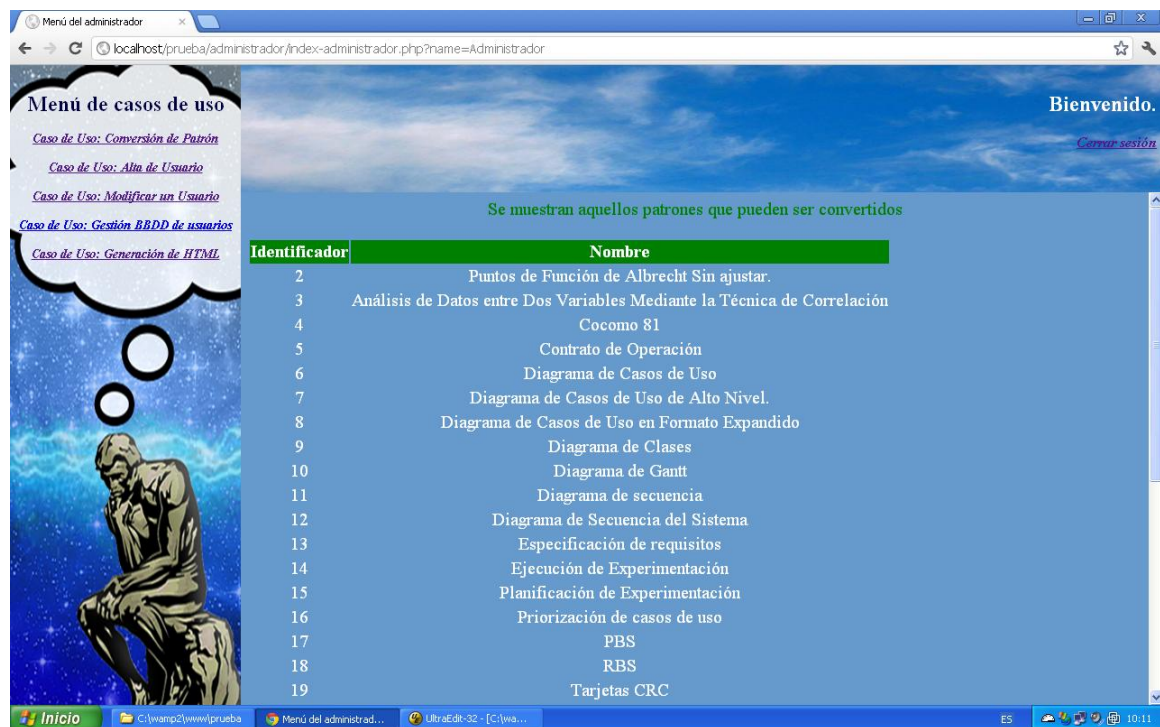 Menú del administrador
localhost/prueba/administrador/index-administrador.php?name=Administrador
Menú de casos de uso
Caso de Uso: Conversión de Patrón
Caso de Uso: Alta de Usuario
Caso de Uso: Modificar un Usuario
Caso de Uso: Gestión BBDD de usuarios
Caso de Uso: Generación de HTML
Bienvenido.
Cerrar sesión
Se muestran aquellos patrones que pueden ser convertidos
Identificador Nombre
2 Puntos de Función de Albrecht Sin ajustar.
3 Análisis de Datos entre Dos Variables Mediante la Técnica de Correlación
4 Cocomo 81
5 Contrato de Operación
6 Diagrama de Casos de Uso
7 Diagrama de Casos de Uso de Alto Nivel.
8 Diagrama de Casos de Uso en Formato Expandido
9 Diagrama de Clases
10 Diagrama de Gantt
11 Diagrama de secuencia
12 Diagrama de Secuencia del Sistema
13 Especificación de requisitos
14 Ejecución de Experimentación
15 Planificación de Experimentación
16 Priorización de casos de uso
17 PBS
18 RBS
19 Tarjetas CRC
Inicio C:\wamp2\www\prueba Menú del administrad... UltraEdit-32 - [C:\wa... ES 10:11